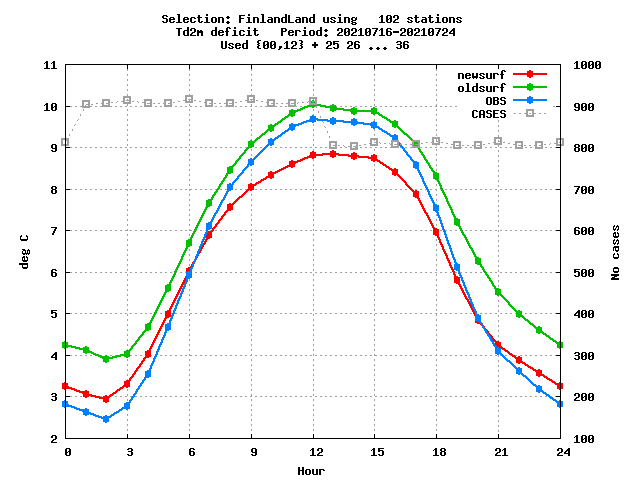 Selection: FinlandLand using   102 stations
Td2m deficit   Period: 20210716-20210724
Used {00,12} + 25 26 ... 36
11
10
9
8
7
6
5
4
3
2
deg C
newsurf
oldsurf
OBS
CASES
1000
900
800
700
600
500
400
300
200
100
No cases
0 3 6 9 12 15 18 21 24
Hour